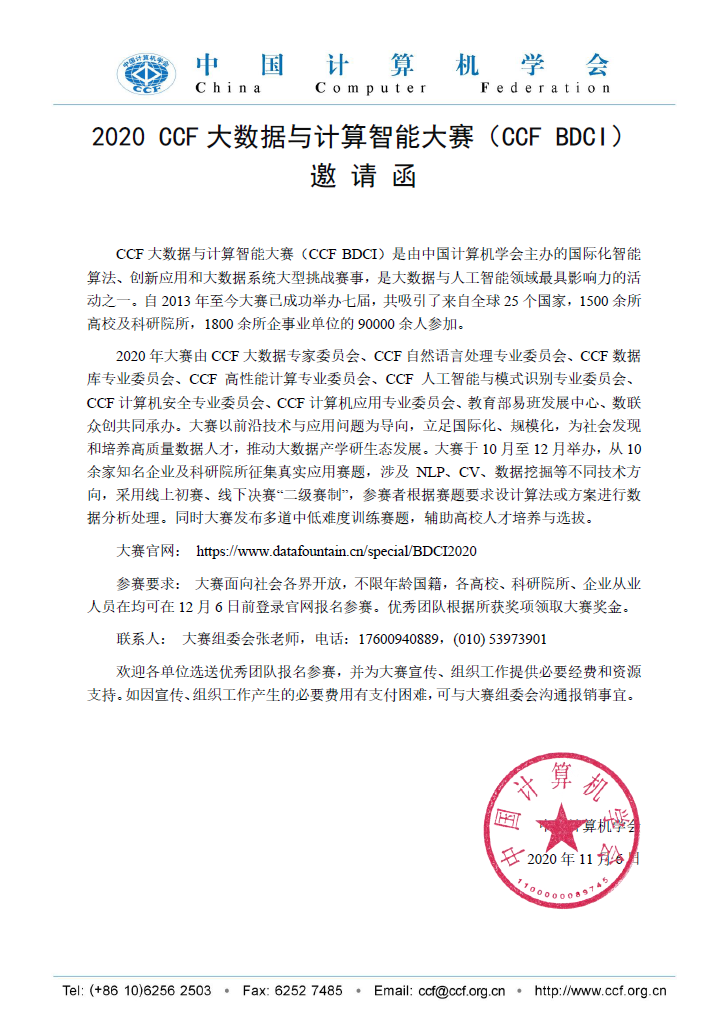 中国计算机学会
CCF
中国计算机学会
China Computer Federation
2020 CCF 大数据与计算智能大赛（CCF BDCI）
邀 请 函
CCF 大数据与计算智能大赛（CCF BDCI）是由中国计算机学会主办的国际化智能
算法、创新应用和大数据系统大型挑战赛事，是大数据与人工智能领域最具影响力的活
动之一。自 2013 年至今大赛已成功举办七届，共吸引了来自全球 25 个国家，1500 余所
高校及科研院所，1800 余所企事业单位的 90000 余人参加。
2020 年大赛由 CCF 大数据专家委员会、CCF 自然语言处理专业委员会、CCF 数据
库专业委员会、CCF 高性能计算专业委员会、CCF 人工智能与模式识别专业委员会、
CCF 计算机安全专业委员会、CCF 计算机应用专业委员会、教育部易班发展中心、数联
众创共同承办。大赛以前沿技术与应用问题为导向，立足国际化、规模化，为社会发现
和培养高质量数据人才，推动大数据产学研生态发展。大赛于 10 月至 12 月举办，从 10
余家知名企业及科研院所征集真实应用赛题，涉及 NLP、CV、数据挖掘等不同技术方
向，采用线上初赛、线下决赛“二级赛制”，参赛者根据赛题要求设计算法或方案进行数
据分析处理。同时大赛发布多道中低难度训练赛题，辅助高校人才培养与选拔。
大赛官网： https://www.datafountain.cn/special/BDCI2020
参赛要求： 大赛面向社会各界开放，不限年龄国籍，各高校、科研院所、企业从业
人员在均可在 12 月 6 日前登录官网报名参赛。优秀团队根据所获奖项领取大赛奖金。
联系人： 大赛组委会张老师，电话：17600940889，(010) 53973901
欢迎各单位选送优秀团队报名参赛，并为大赛宣传、组织工作提供必要经费和资源
支持。如因宣传、组织工作产生的必要费用有支付困难，可与大赛组委会沟通报销事宜。
中国计算机学会
中国计算机学会
2020 年 11 月 6 日
1100000089745
Tel: (+86 10)6256 2503 • Fax: 6252 7485 • Email: ccf@ccf.org.cn • http://www.ccf.org.cn